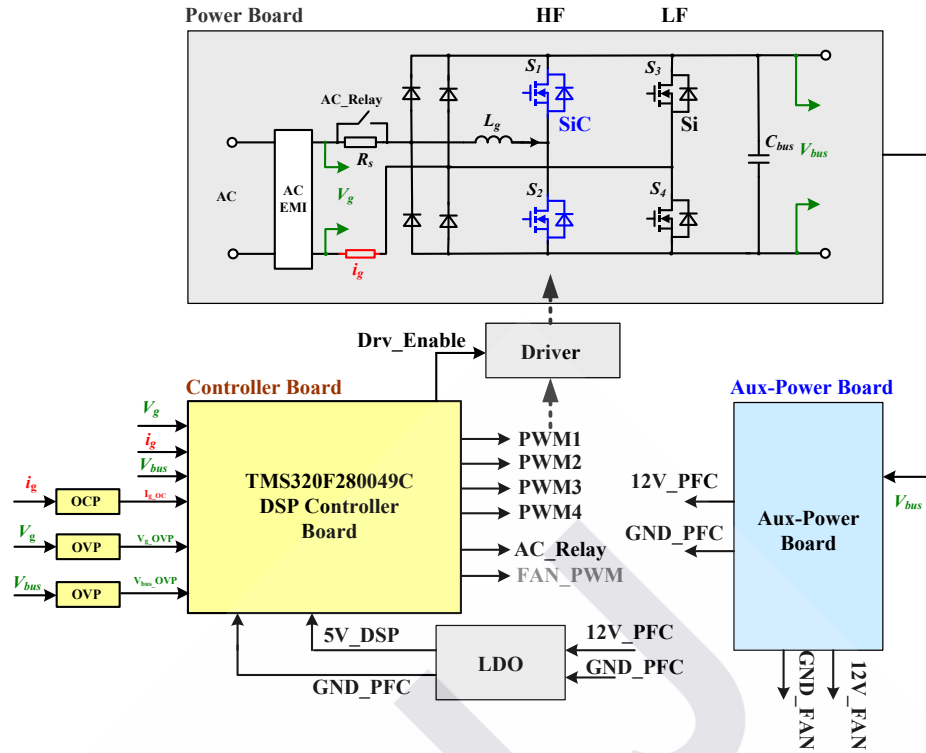 Power Board
HF
LF
S1
S3
AC_Relay
SiC
Si
Lg
Cbus
Vbus
Rs
AC
AC
EMI
Vg
S2
S4
ig
Drv_Enable
Driver
Controller Board
Aux-Power Board
Vg
ig
Vbus
TMS320F280049C
DSP Controller
Board
PWM1
PWM2
PWM3
PWM4
AC_Relay
FAN_PWM
ig
OCP
Ig_OC
Vg
OVP
Vg_OVP
Vbus
OVP
Vbus_OVP
12V_PFC
GND_PFC
Aux-Power
Board
Vbus
5V_DSP
GND_PFC
LDO
12V_PFC
GND_PFC
GND_FAN
12V_FAN